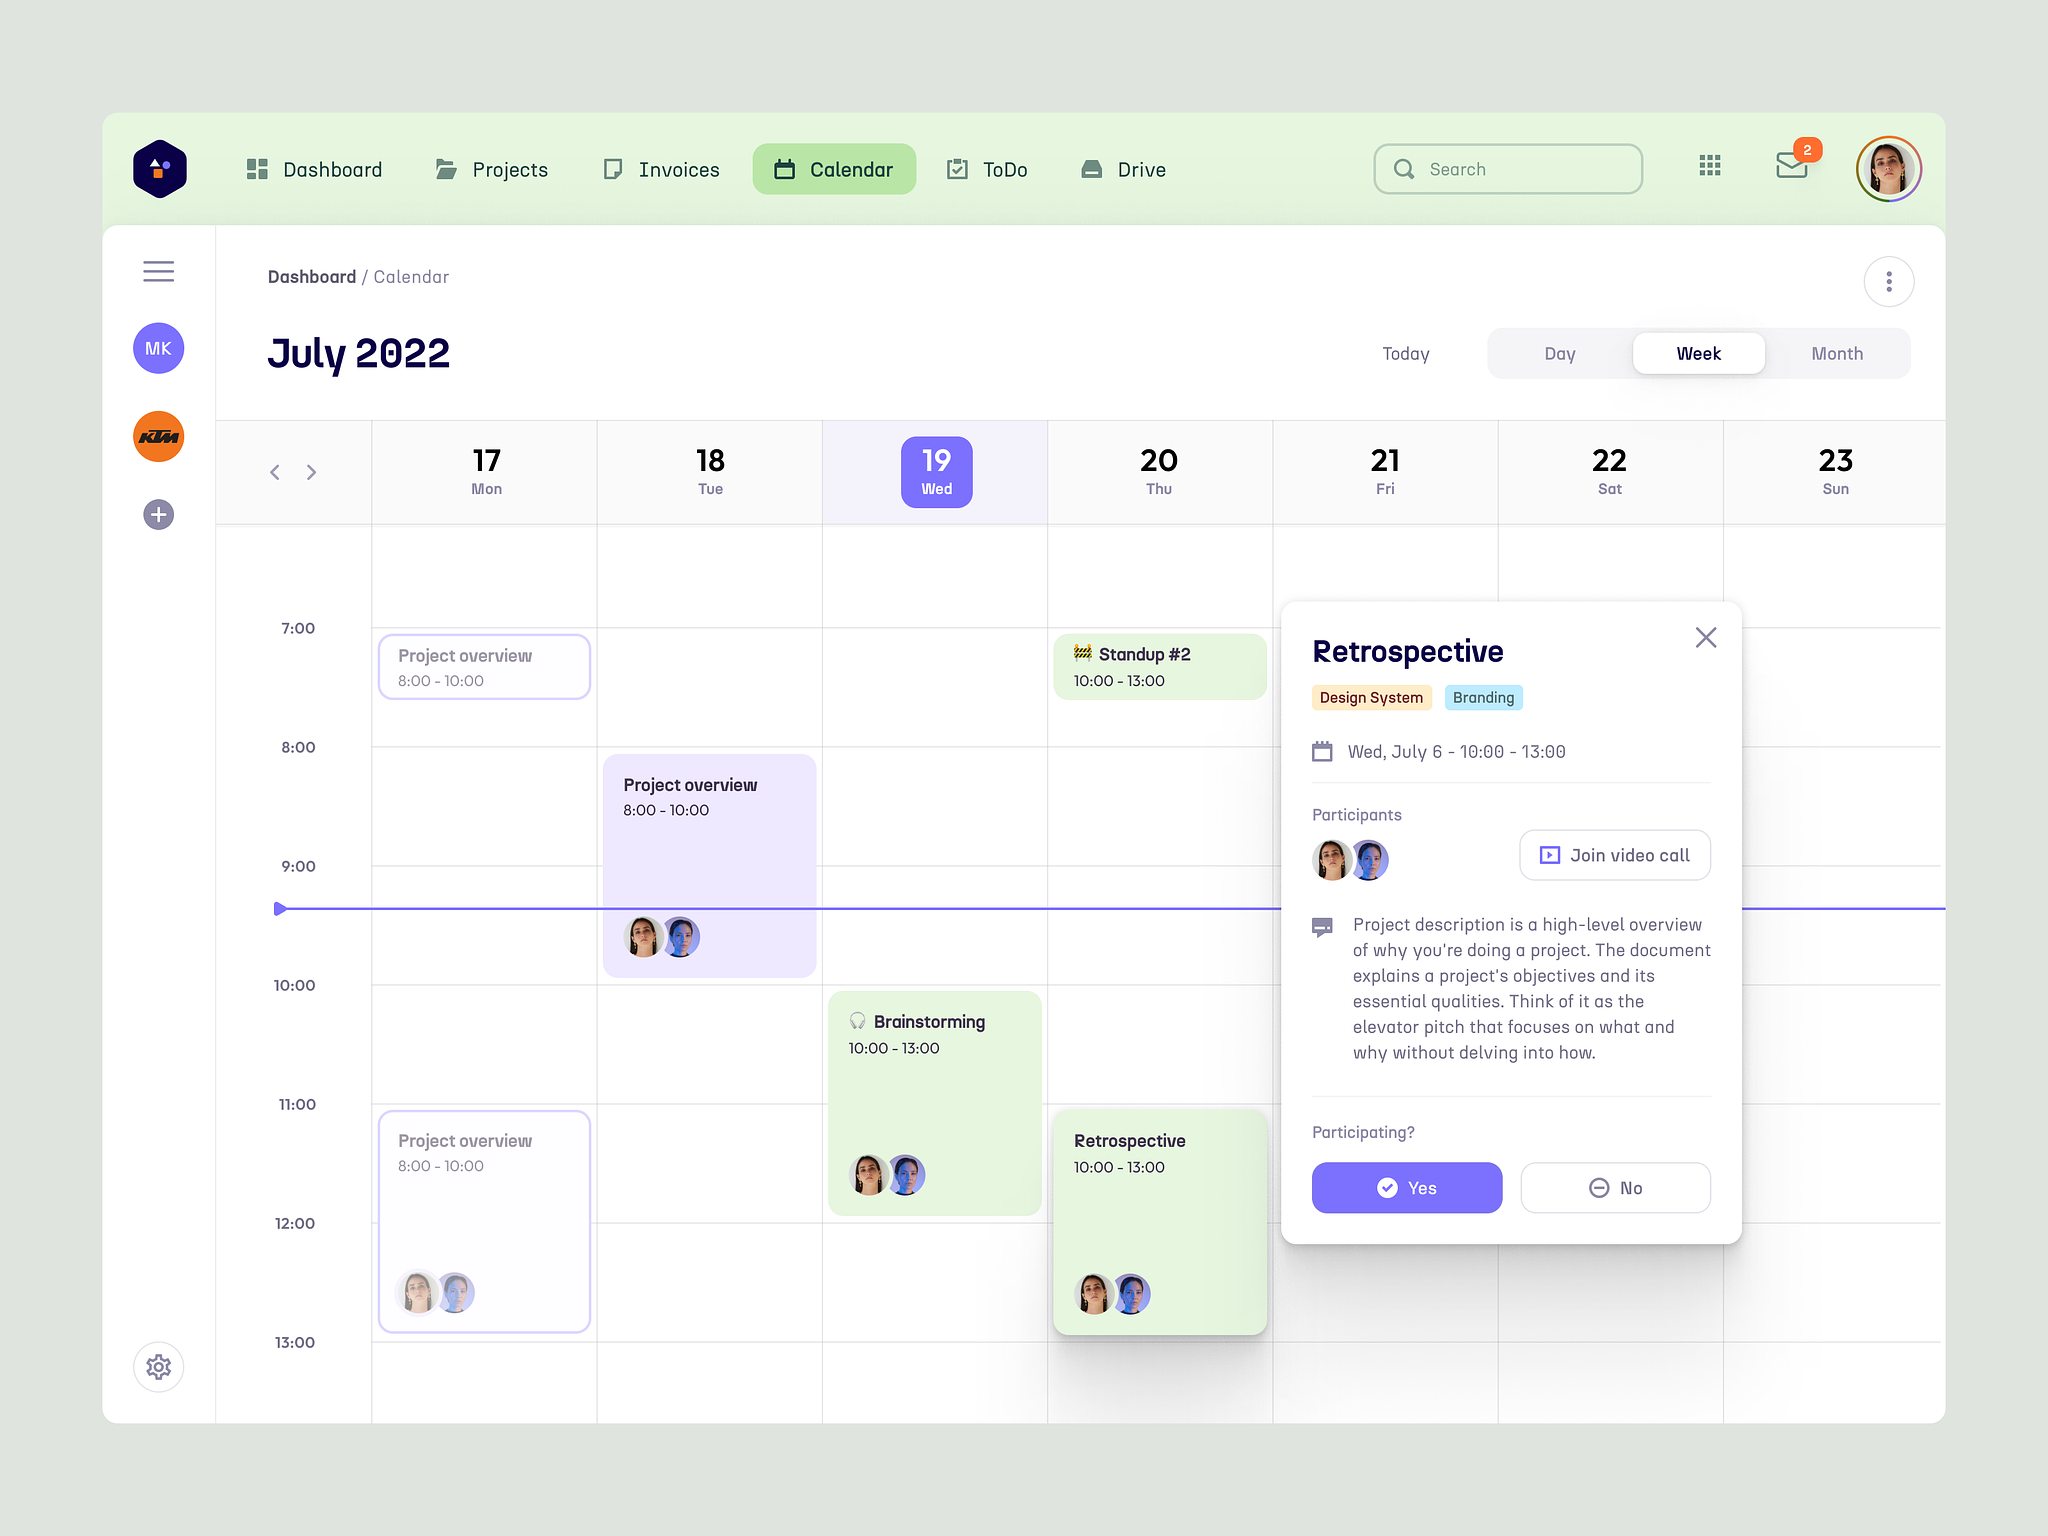 Dashboard
Projects
Invoices
Calendar
ToDo
Drive
Search
2
MK
KTM
Dashboard / Calendar
July 2022
Today
Day
Week
Month
17
Mon
18
Tue
19
Wed
20
Thu
21
Fri
22
Sat
23
Sun
7:00
8:00
9:00
10:00
11:00
12:00
13:00
Project overview
8:00 - 10:00
Project overview
8:00 - 10:00
Project overview
8:00 - 10:00
🎧 Brainstorming
10:00 - 13:00
🚧 Standup #2
10:00 - 13:00
Retrospective
10:00 - 13:00
Retrospective
Design System
Branding
Wed, July 6 - 10:00 - 13:00
Participants
Join video call
Project description is a high-level overview
of why you're doing a project. The document
explains a project's objectives and its
essential qualities. Think of it as the
elevator pitch that focuses on what and
why without delving into how.
Participating?
Yes
No